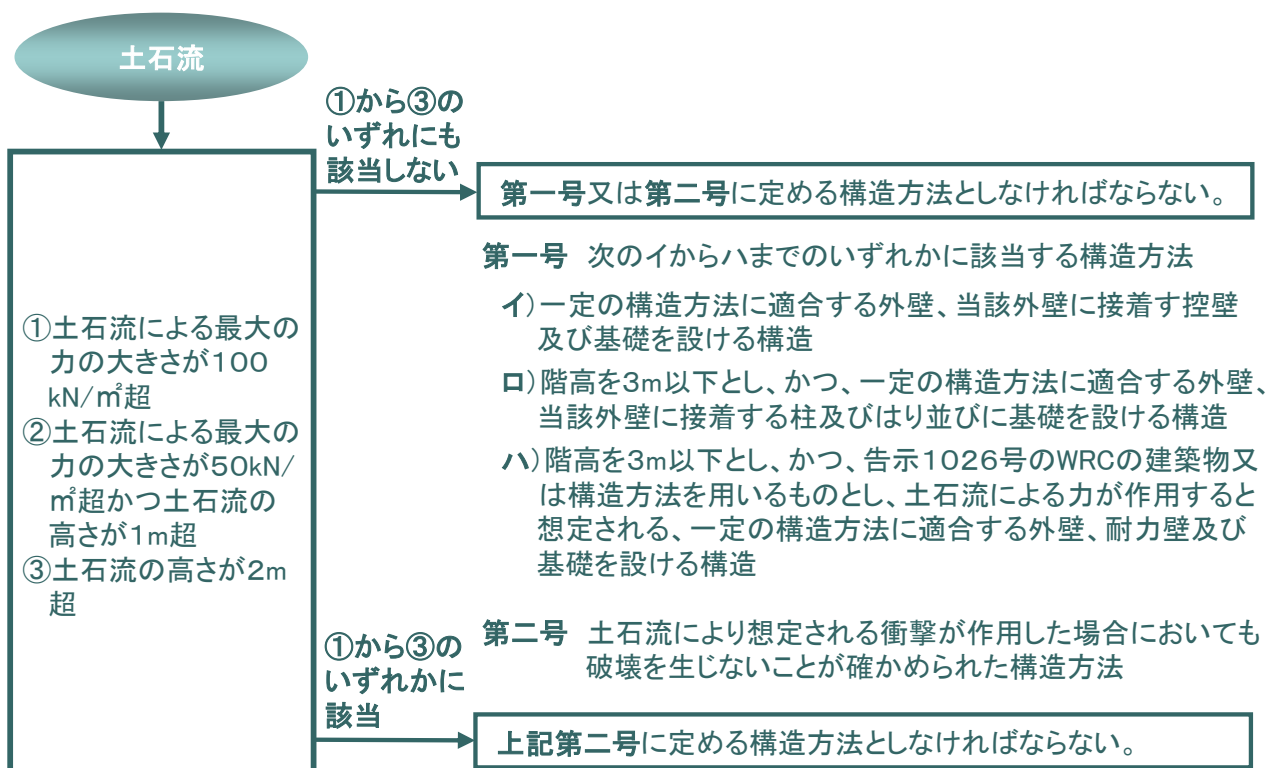 土石流
①から③の
いずれにも
該当しない
第一号又は第二号に定める構造方法としなければならない。
第一号 次のイからハまでのいずれかに該当する構造方法
イ)一定の構造方法に適合する外壁、当該外壁に接着す控壁
及び基礎を設ける構造
ロ)階高を3m以下とし、かつ、一定の構造方法に適合する外壁、
当該外壁に接着する柱及びはり並びに基礎を設ける構造
ハ)階高を3m以下とし、かつ、告示1026号のWRCの建築物又
は構造方法を用いるものとし、土石流による力が作用すると
想定される、一定の構造方法に適合する外壁、耐力壁及び
基礎を設ける構造
①土石流による最大の
力の大きさが100
kN/㎡超
②土石流による最大の
力の大きさが50kN/
㎡超かつ土石流の
高さが1m超
③土石流の高さが2m
超
第二号 土石流により想定される衝撃が作用した場合においても
破壊を生じないことが確かめられた構造方法
①から③の
いずれかに
該当
上記第二号に定める構造方法としなければならない。